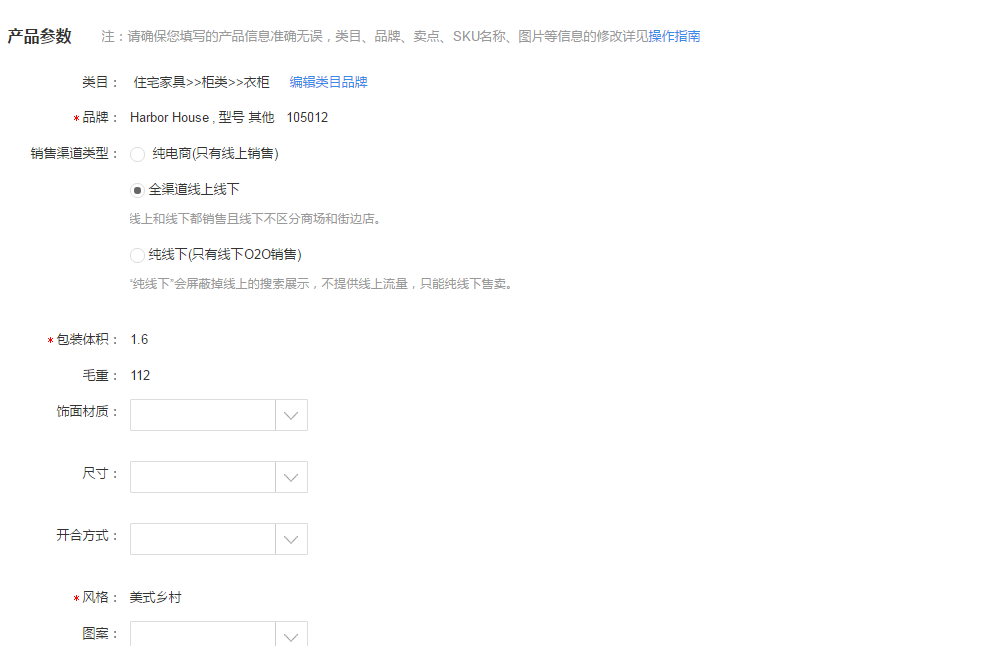 产品参数 注：请确保您填写的产品信息准确无误，类目、品牌、卖点、SKU名称、图片等信息的修改详见操作指南
类目： 住宅家具>>柜类>>衣柜 编辑类目品牌
*品牌： Harbor House , 型号 其他 105012
销售渠道类型： 纯电商(只有线上销售)
全渠道线上线下
线上和线下都销售且线下不区分商场和街边店。
纯线下(只有线下O2O销售)
“纯线下”会屏蔽掉线上的搜索展示，不提供线上流量，只能纯线下售卖。
*包装体积： 1.6
毛重： 112
饰面材质：
尺寸：
开合方式：
*风格： 美式乡村
图案：